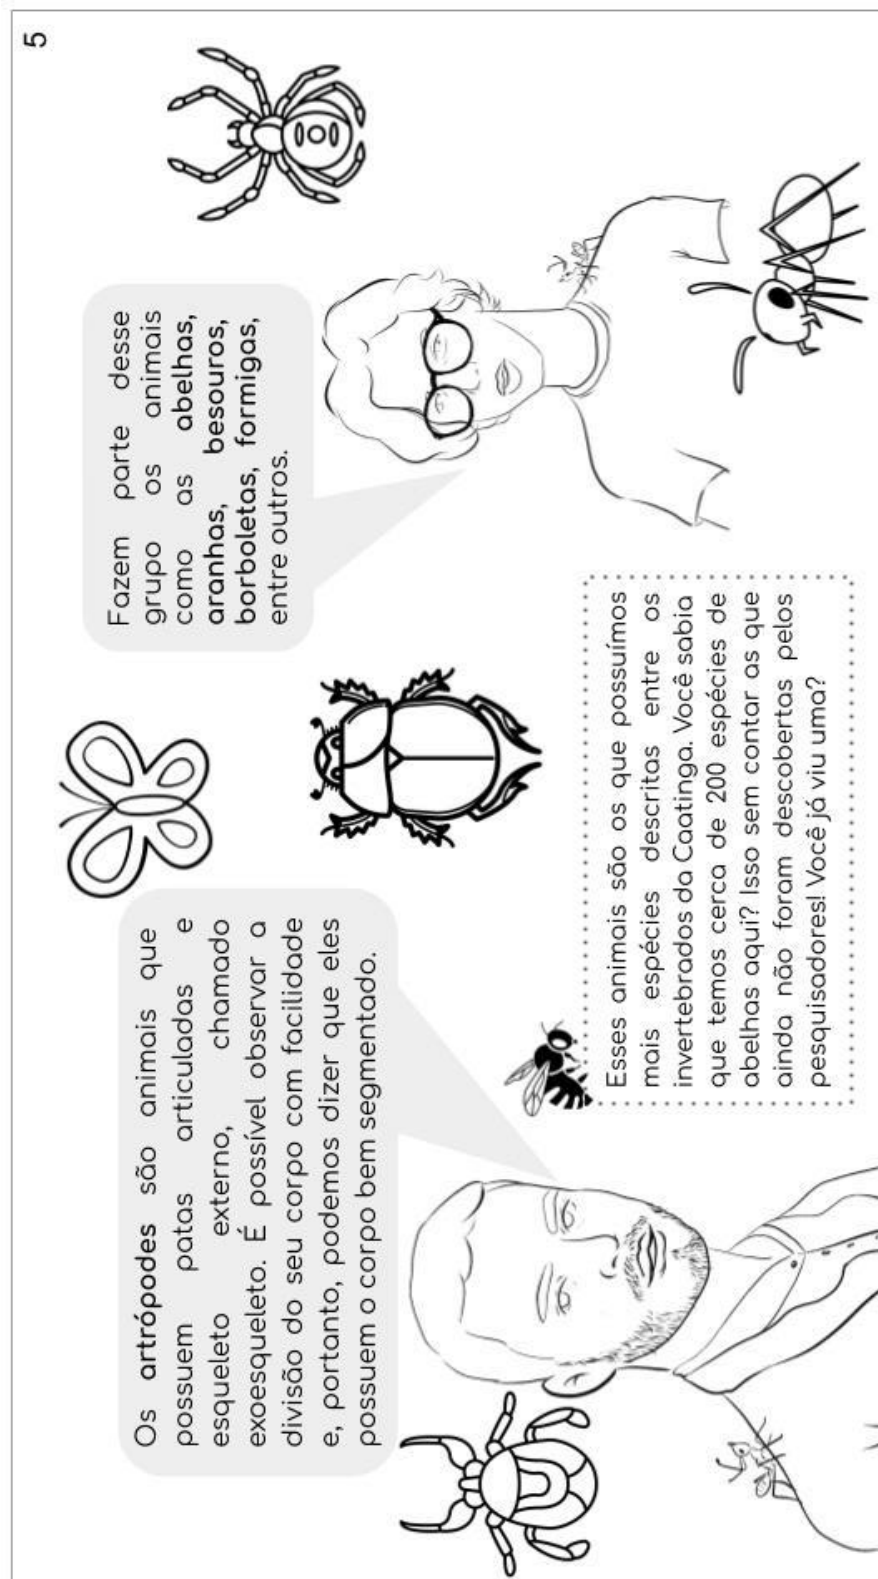 Os artrópodes são animais que
possuem patas articuladas e
esqueleto externo, chamado
exoesqueleto. É possível observar a
divisão do seu corpo com facilidade
e, portanto, podemos dizer que eles
possuem o corpo bem segmentado.
Fazem parte desse
grupo os animais
como as abelhas,
aranhas, besouros,
borboletas, formigas,
entre outros.
Esses animais são os que possuímos
mais espécies descritas entre os
invertebrados da Caatinga. Você sabia
que temos cerca de 200 espécies de
abelhas aqui? Isso sem contar as que
ainda não foram descobertas pelos
pesquisadores! Você já viu uma?
5